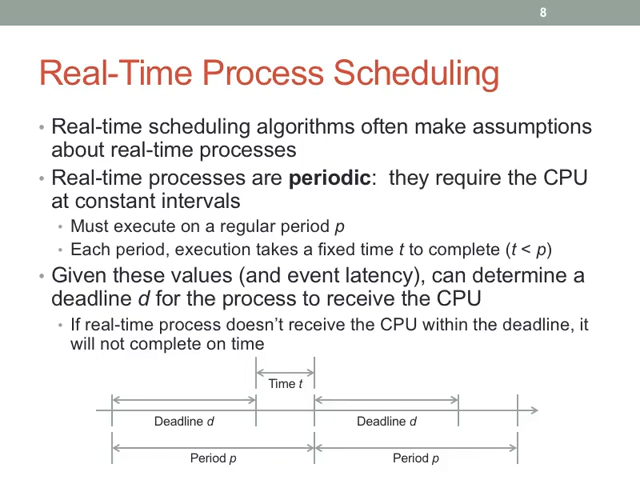 8
Real-Time Process Scheduling
• Real-time scheduling algorithms often make assumptions
about real-time processes
• Real-time processes are periodic: they require the CPU
at constant intervals
• Must execute on a regular period p
• Each period, execution takes a fixed time t to complete (t < p)
• Given these values (and event latency), can determine a
deadline d for the process to receive the CPU
• If real-time process doesn't receive the CPU within the deadline, it
will not complete on time
Time t
Deadline d Deadline d
Period p Period p